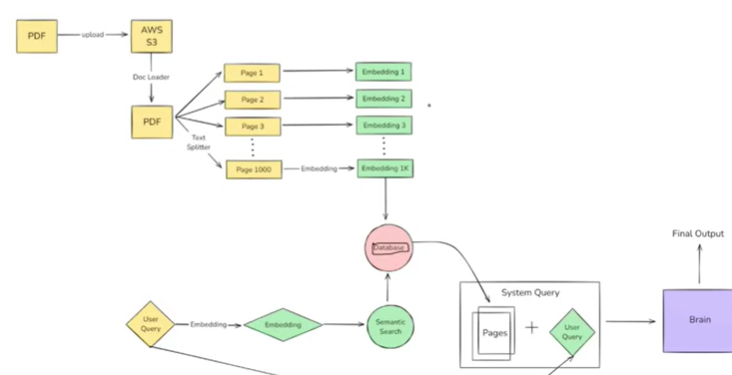 PDF
upload
AWS
S3
Doc Loader
PDF
Text
Splitter
Page 1
Page 2
Page 3
Page 1000
Embedding
Embedding 1
Embedding 2
Embedding 3
Embedding 1K
Database
User
Query
Embedding
Embedding
Semantic
Search
System Query
Pages
+
User
Query
Brain
Final Output